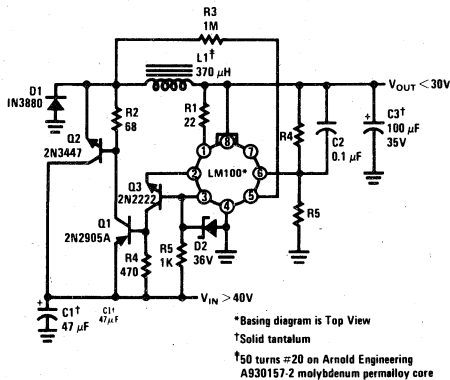 R3
1M
L1‡
370 μH
D1
IN3880
R2
68
R1
22
VOUT <30V
C3†
100 μF
35V
R4
C2
0.1 μF
Q2
2N3447
1
8
7
2
LM100*
6
3
4
5
Q3
2N2222
Q1
2N2905A
R4
470
R5
1K
D2
36V
R5
+
VIN >40V
+
C1†
47 μF
C1†
47 μF
*Basing diagram is Top View
†Solid tantalum
‡50 turns #20 on Arnold Engineering
A930157-2 molybdenum permalloy core